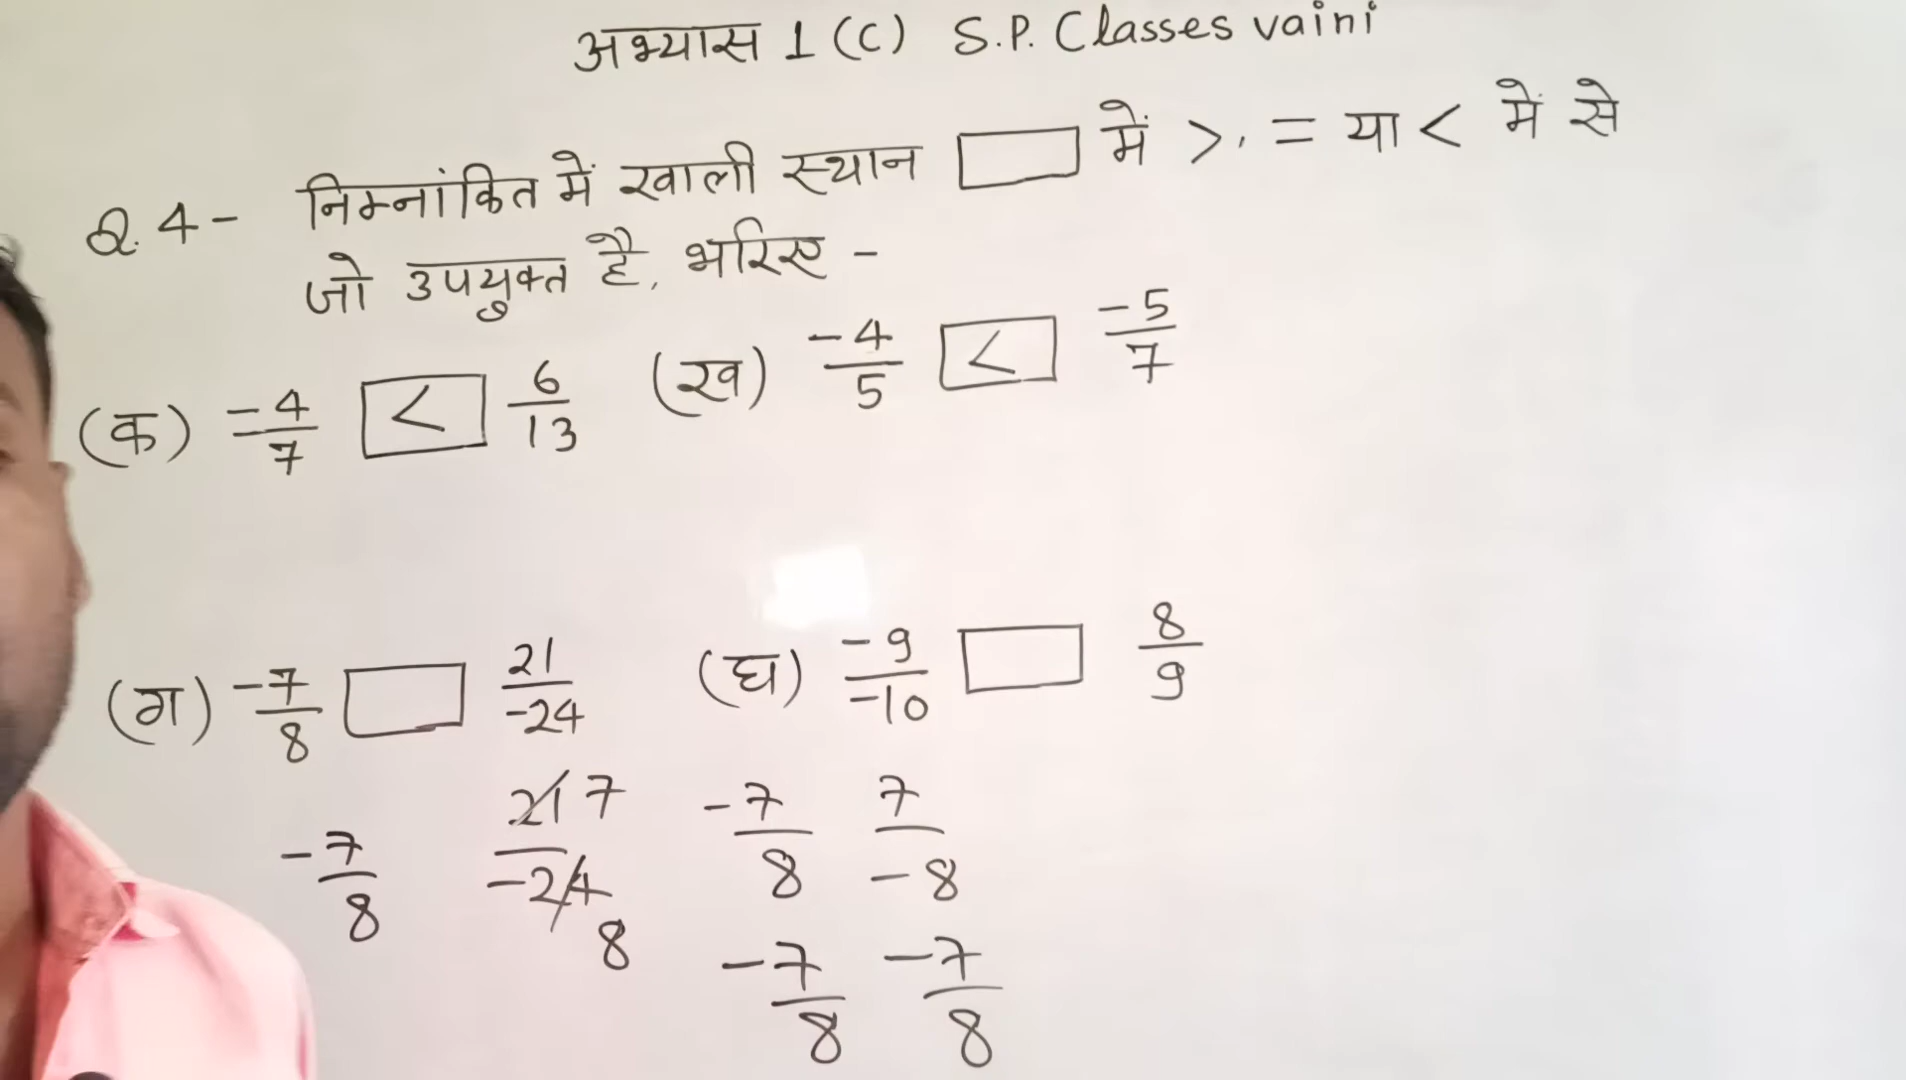 अभ्यास 1 (C) S.P. Classes vaini
Q. 4 - निम्नांकित में खाली स्थान में >, = या < में से
जो उपयुक्त है, भरिए -
(क) -4/7 < 6/13 (ख) -4/5 < -5/7
(ग) -7/8 21/-24 (घ) -9/-10 8/9
-7/8 21/-24 7 8 -7/8 7/-8
-7/8 -7/8